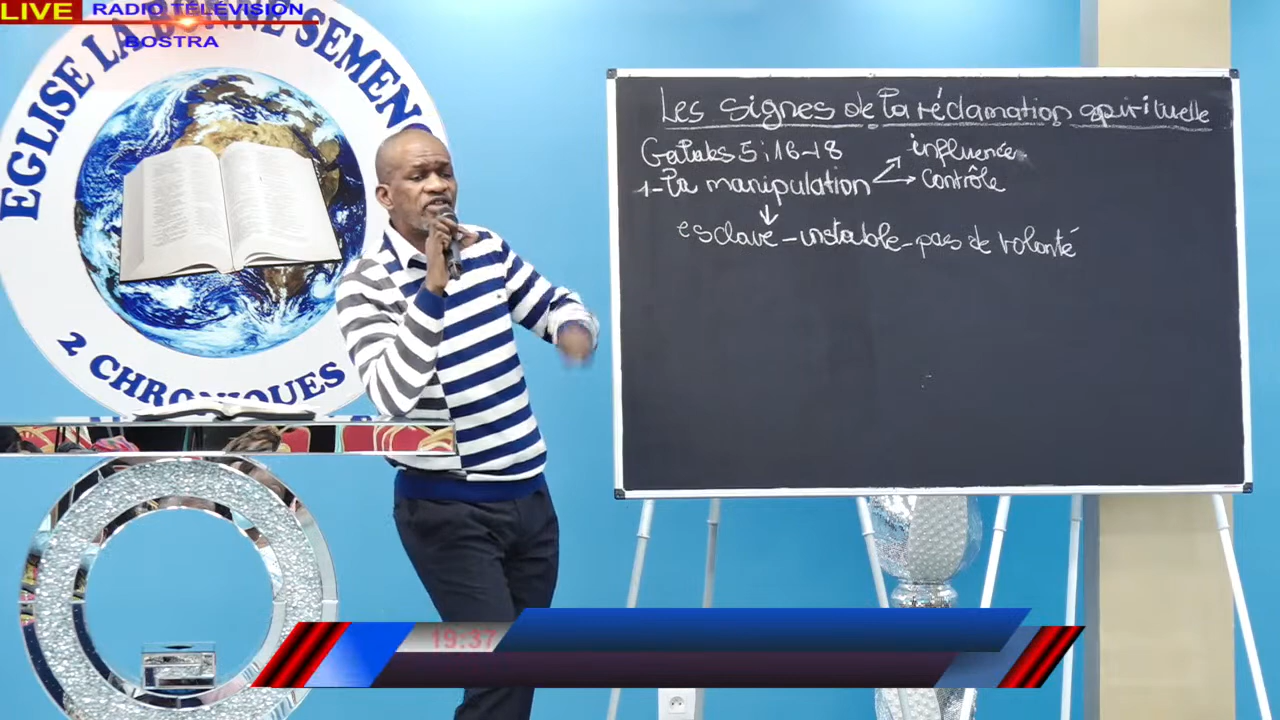 LIVE
RADIO TÉLÉVISION
BOSTRA
EGLISE LA BONNE SEMEN
2 CHRONIQUES
Les signes de la réclamation spirituelle
Galates 5:16-18
influence
1- la manipulation
contrôle
esclave - instable - pas de volonté
19:37